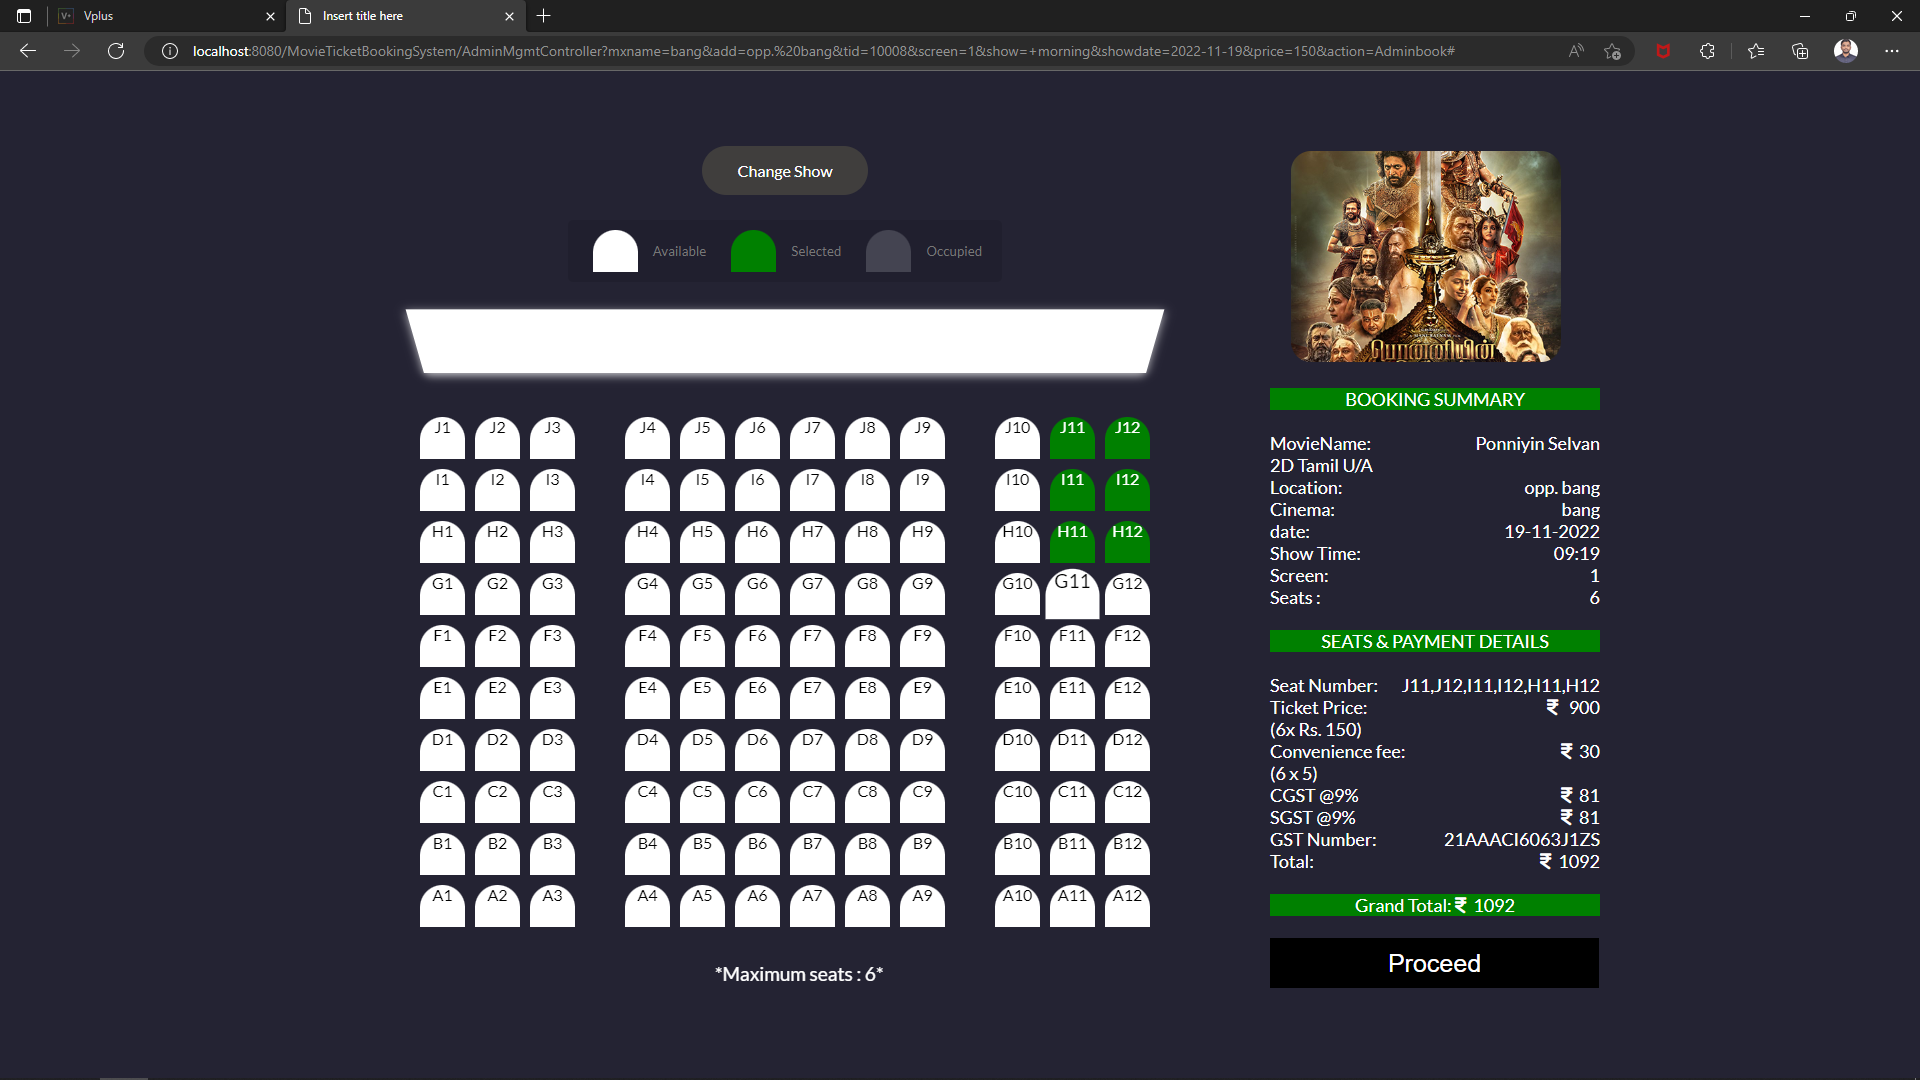 Vplus
Insert title here
localhost:8080/MovieTicketBookingSystem/AdminMgmtController?mxname=bang&add=opp.%20bang&tid=10008&screen=1&show=+morning&showdate=2022-11-19&price=150&action=Adminbook#
Change Show
Available Selected Occupied
J1 J2 J3 J4 J5 J6 J7 J8 J9 J10 J11 J12
I1 I2 I3 I4 I5 I6 I7 I8 I9 I10 I11 I12
H1 H2 H3 H4 H5 H6 H7 H8 H9 H10 H11 H12
G1 G2 G3 G4 G5 G6 G7 G8 G9 G10 G11 G12
F1 F2 F3 F4 F5 F6 F7 F8 F9 F10 F11 F12
E1 E2 E3 E4 E5 E6 E7 E8 E9 E10 E11 E12
D1 D2 D3 D4 D5 D6 D7 D8 D9 D10 D11 D12
C1 C2 C3 C4 C5 C6 C7 C8 C9 C10 C11 C12
B1 B2 B3 B4 B5 B6 B7 B8 B9 B10 B11 B12
A1 A2 A3 A4 A5 A6 A7 A8 A9 A10 A11 A12
*Maximum seats : 6*
பொன்னியின்
BOOKING SUMMARY
MovieName: Ponniyin Selvan
2D Tamil U/A
Location: opp. bang
Cinema: bang
date: 19-11-2022
Show Time: 09:19
Screen: 1
Seats : 6
SEATS & PAYMENT DETAILS
Seat Number: J11,J12,I11,I12,H11,H12
Ticket Price: ₹ 900
(6x Rs. 150)
Convenience fee: ₹ 30
(6 x 5)
CGST @9% ₹ 81
SGST @9% ₹ 81
GST Number: 21AAACI6063J1ZS
Total: ₹ 1092
Grand Total: ₹ 1092
Proceed